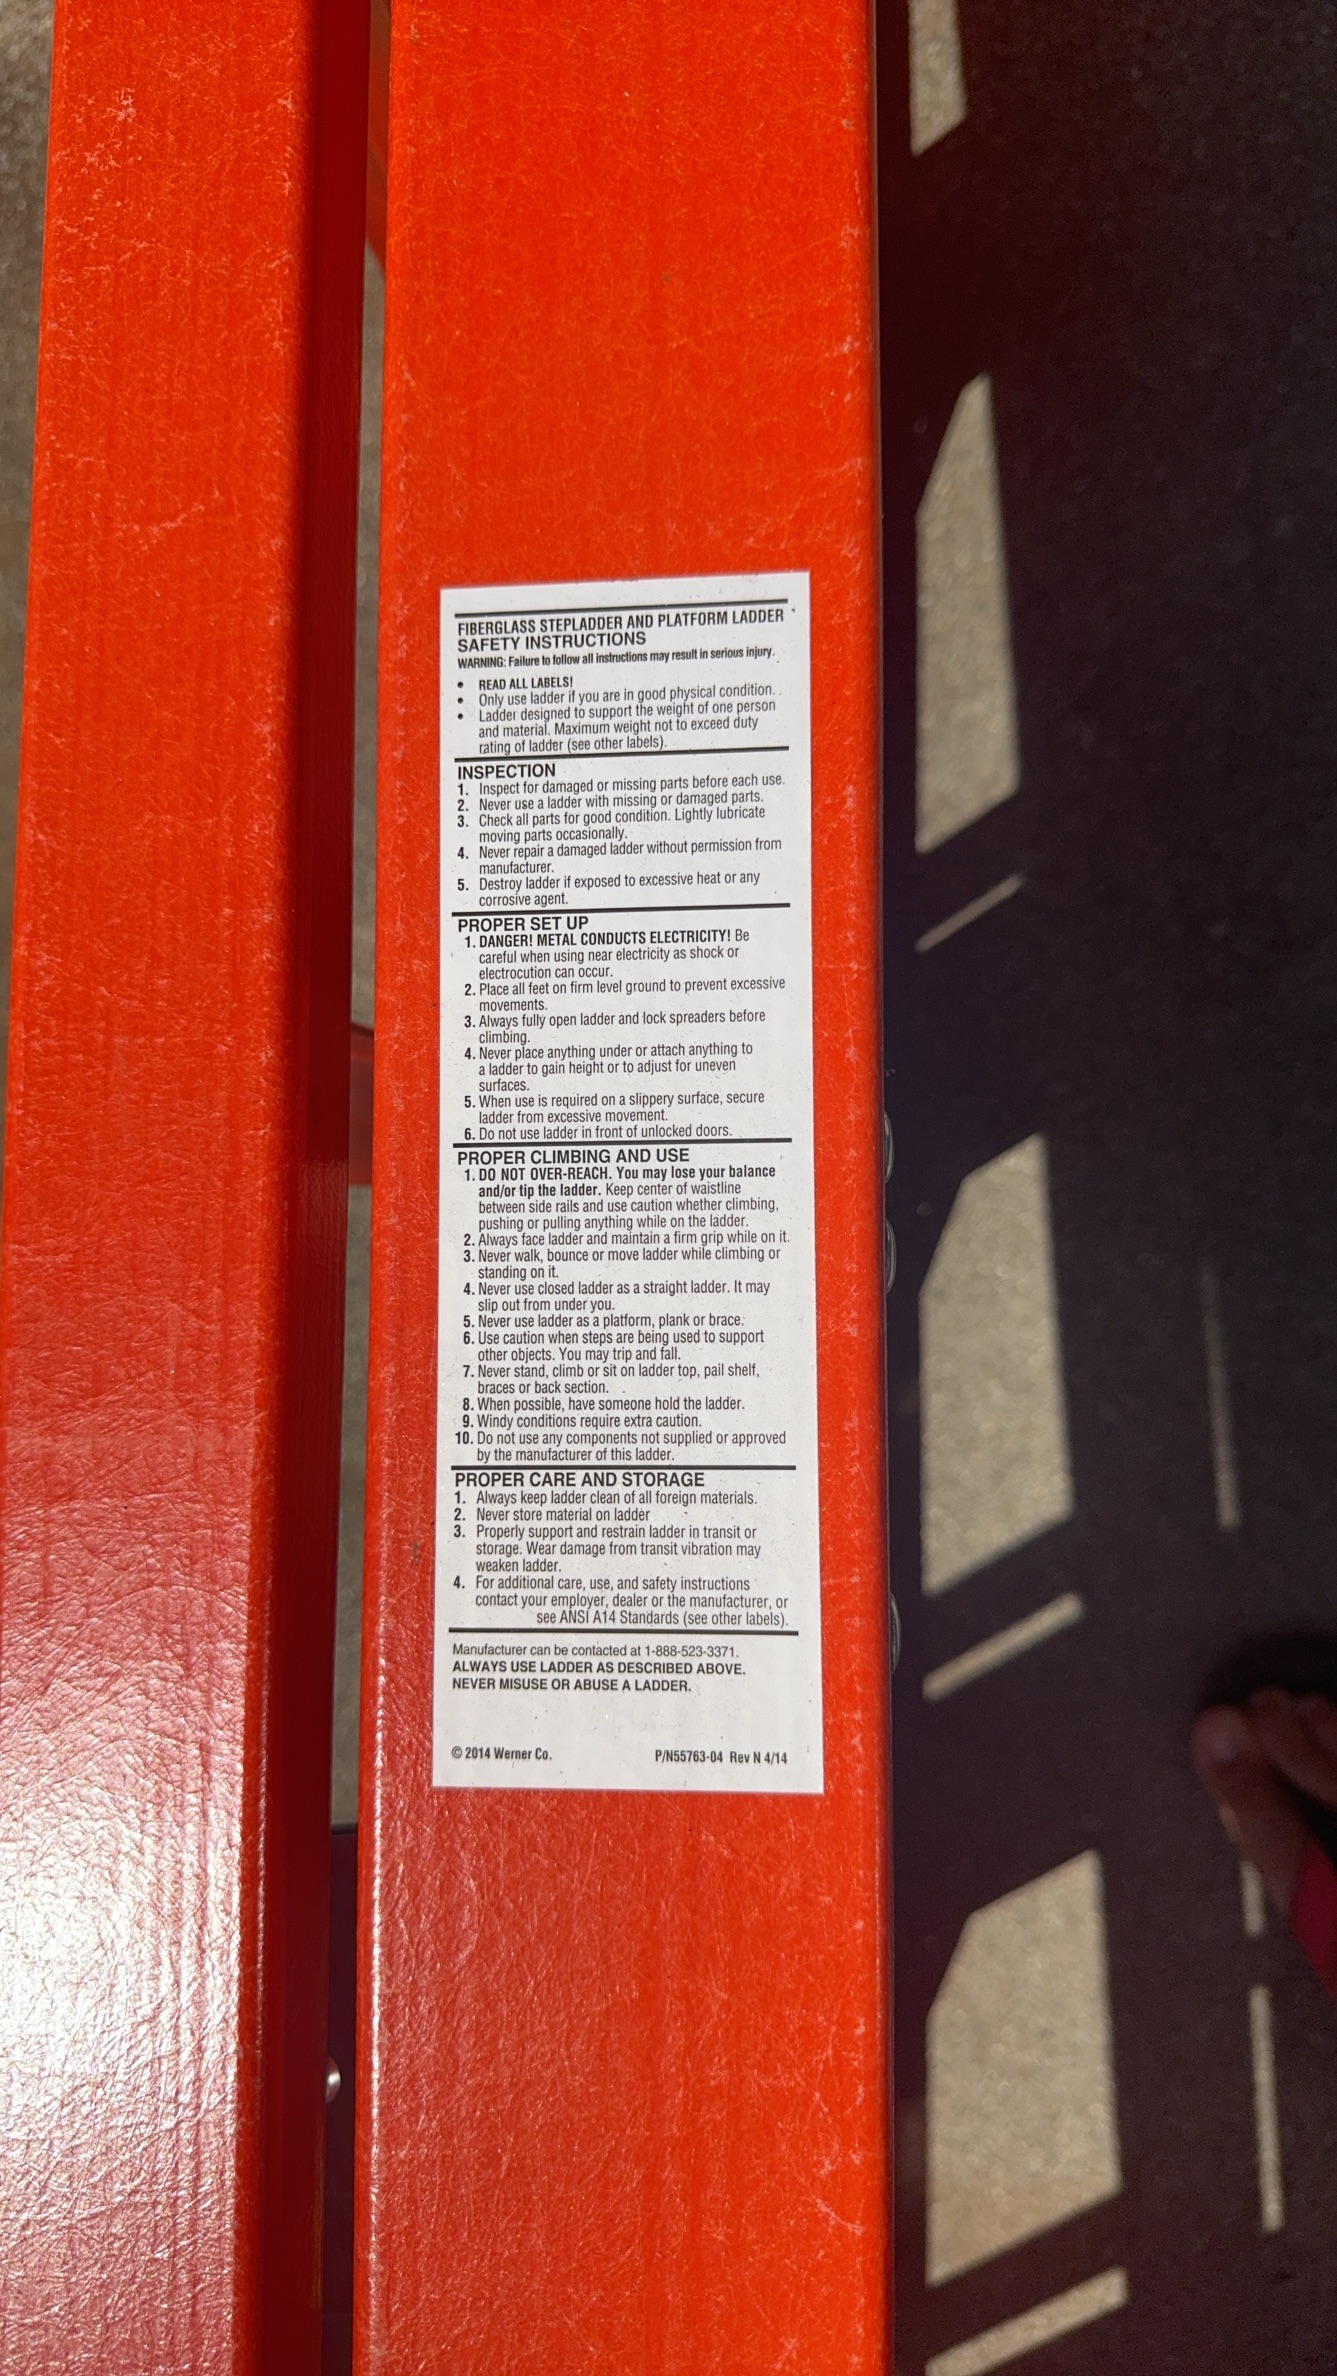 FIBERGLASS STEPLADDER AND PLATFORM LADDER
SAFETY INSTRUCTIONS
WARNING: Failure to follow all instructions may result in serious injury.
• READ ALL LABELS!
• Only use ladder if you are in good physical condition.
• Ladder designed to support the weight of one person
and material. Maximum weight not to exceed duty
rating of ladder (see other labels).
INSPECTION
1. Inspect for damaged or missing parts before each use.
2. Never use a ladder with missing or damaged parts.
3. Check all parts for good condition. Lightly lubricate
moving parts occasionally.
4. Never repair a damaged ladder without permission from
manufacturer.
5. Destroy ladder if exposed to excessive heat or any
corrosive agent.
PROPER SET UP
1. DANGER! METAL CONDUCTS ELECTRICITY! Be
careful when using near electricity as shock or
electrocution can occur.
2. Place all feet on firm level ground to prevent excessive
movements.
3. Always fully open ladder and lock spreaders before
climbing.
4. Never place anything under or attach anything to
a ladder to gain height or to adjust for uneven
surfaces.
5. When use is required on a slippery surface, secure
ladder from excessive movement.
6. Do not use ladder in front of unlocked doors.
PROPER CLIMBING AND USE
1. DO NOT OVER-REACH. You may lose your balance
and/or tip the ladder. Keep center of waistline
between side rails and use caution whether climbing,
pushing or pulling anything while on the ladder.
2. Always face ladder and maintain a firm grip while on it.
3. Never walk, bounce or move ladder while climbing or
standing on it.
4. Never use closed ladder as a straight ladder. It may
slip out from under you.
5. Never use ladder as a platform, plank or brace.
6. Use caution when steps are being used to support
other objects. You may trip and fall.
7. Never stand, climb or sit on ladder top, pail shelf,
braces or back section.
8. When possible, have someone hold the ladder.
9. Windy conditions require extra caution.
10. Do not use any components not supplied or approved
by the manufacturer of this ladder.
PROPER CARE AND STORAGE
1. Always keep ladder clean of all foreign materials.
2. Never store material on ladder
3. Properly support and restrain ladder in transit or
storage. Wear damage from transit vibration may
weaken ladder.
4. For additional care, use, and safety instructions
contact your employer, dealer or the manufacturer, or
see ANSI A14 Standards (see other labels).
Manufacturer can be contacted at 1-888-523-3371.
ALWAYS USE LADDER AS DESCRIBED ABOVE.
NEVER MISUSE OR ABUSE A LADDER.
© 2014 Werner Co. P/N55763-04 Rev N 4/14